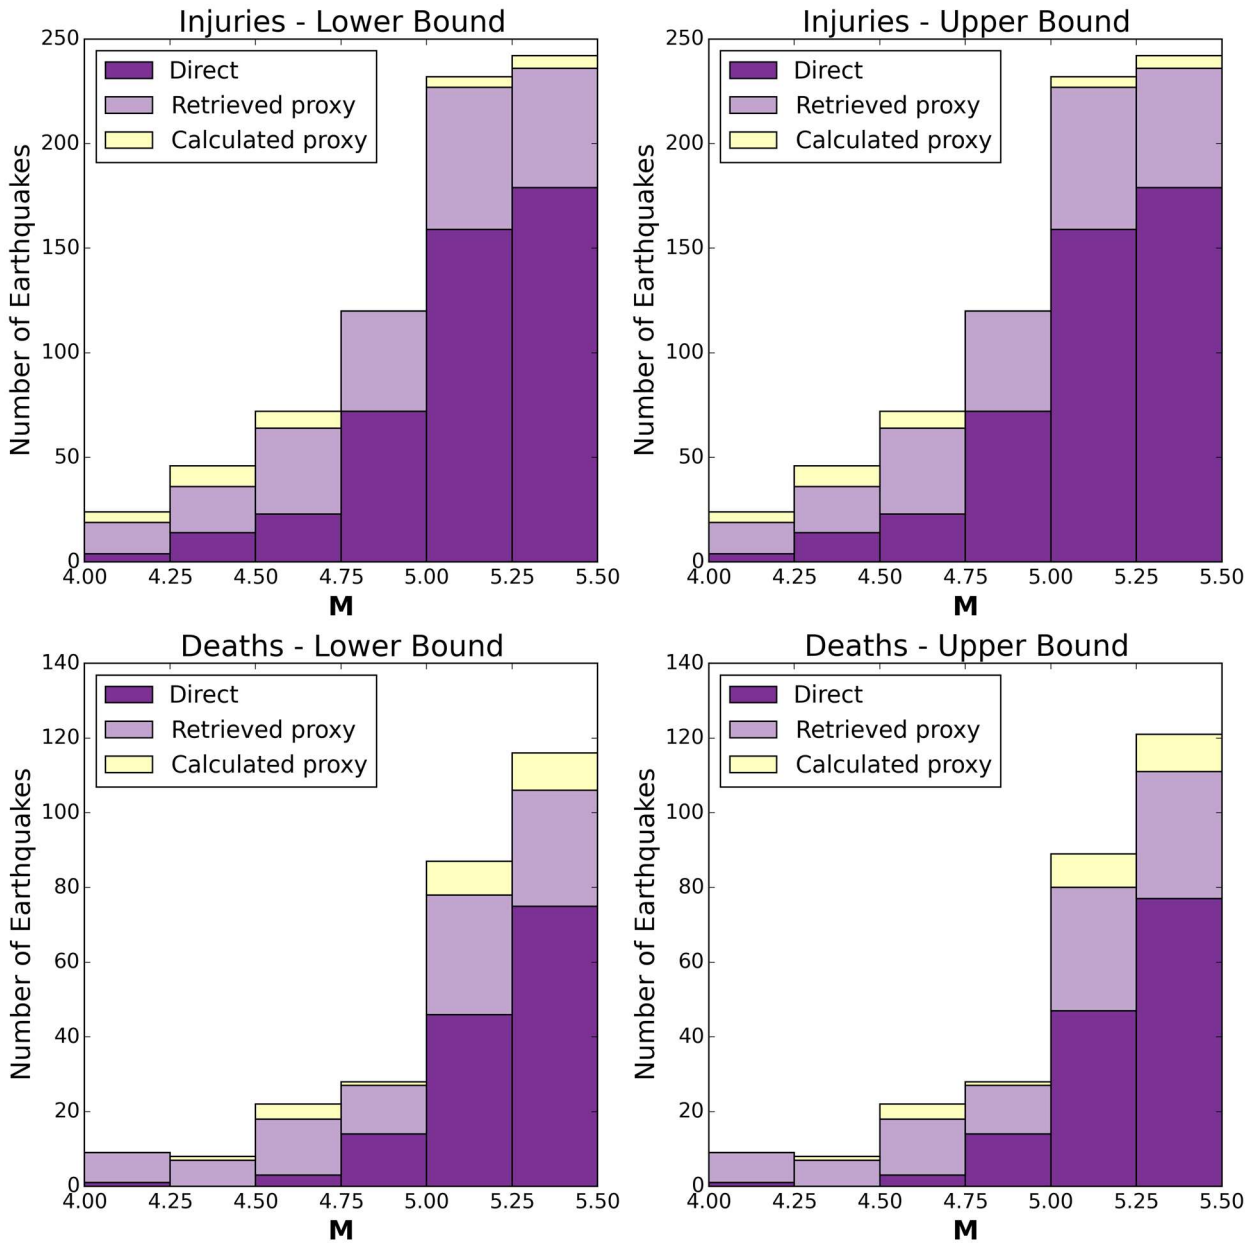 Injuries - Lower Bound
250
200
150
100
50
0
Number of Earthquakes
Direct
Retrieved proxy
Calculated proxy
4.00 4.25 4.50 4.75 5.00 5.25 5.50
M
Injuries - Upper Bound
250
200
150
100
50
0
Number of Earthquakes
Direct
Retrieved proxy
Calculated proxy
4.00 4.25 4.50 4.75 5.00 5.25 5.50
M
Deaths - Lower Bound
140
120
100
80
60
40
20
0
Number of Earthquakes
Direct
Retrieved proxy
Calculated proxy
4.00 4.25 4.50 4.75 5.00 5.25 5.50
M
Deaths - Upper Bound
140
120
100
80
60
40
20
0
Number of Earthquakes
Direct
Retrieved proxy
Calculated proxy
4.00 4.25 4.50 4.75 5.00 5.25 5.50
M